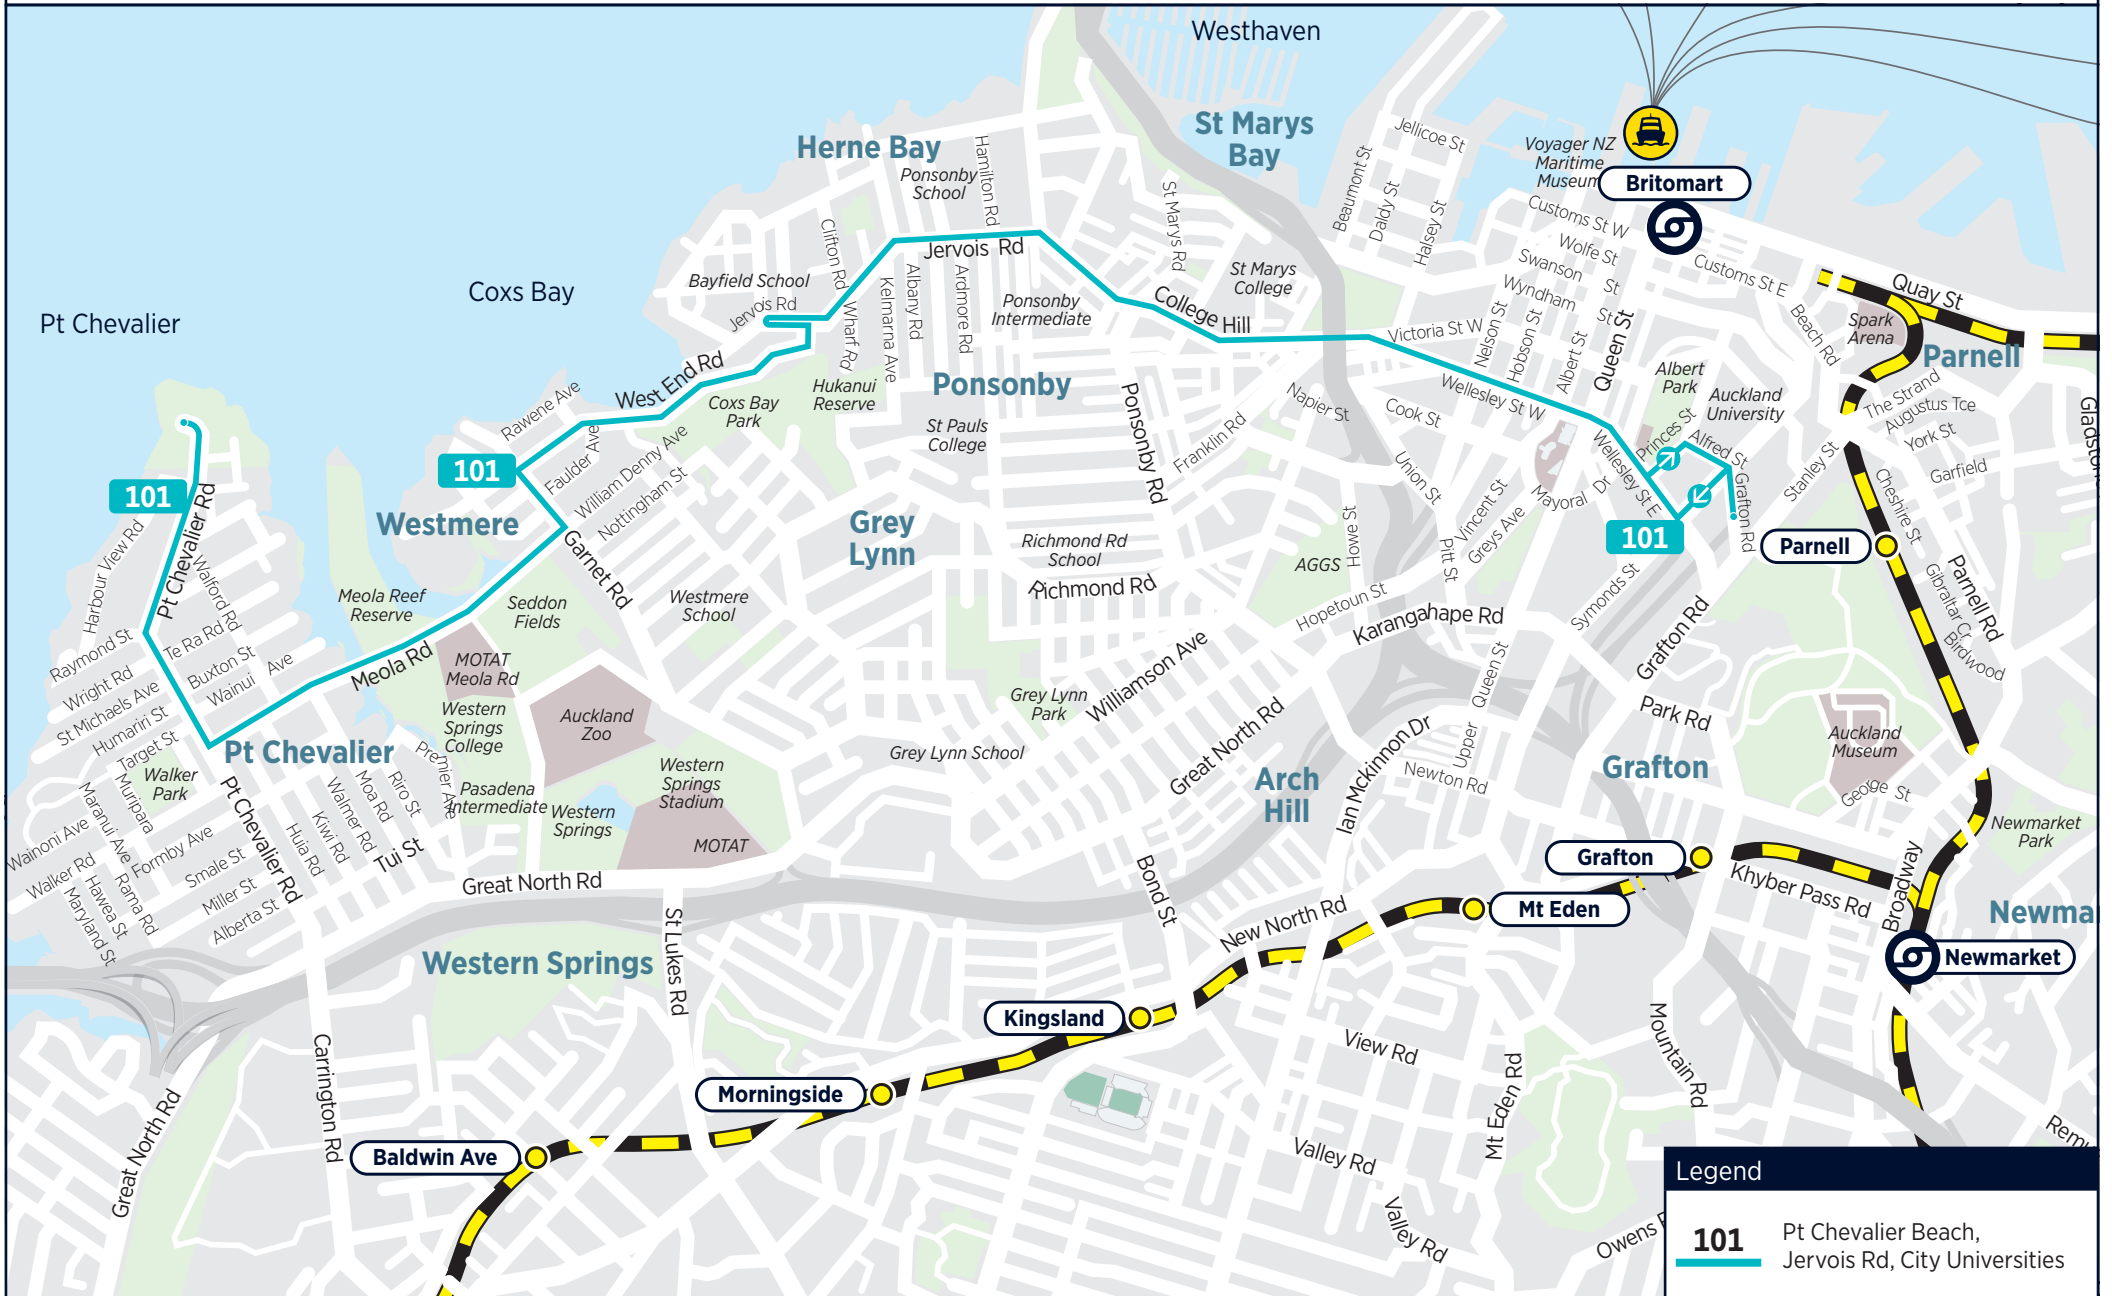 Westhaven
St Marys
Bay
Herne Bay
Ponsonby
School
Hamilton Rd
Jellicoe St
Beaumont St
Daldy St
Halsey St
Voyager NZ
Maritime
Museum
Britomart
Customs St W
Wolfe St
Swanson St
Wyndham St
Customs St E
Quay St
Beach Rd
Spark
Arena
Parnell
St Marys Rd
St Marys
College
Clifton Rd
Jervois Rd
Bayfield School
Jervois Rd
Coxs Bay
Pt Chevalier
Wharf Rd
Kelmarna Ave
Albany Rd
Ardmore Rd
Ponsonby
Intermediate
College Hill
Victoria St W
Nelson St
Hobson St
Albert St
Queen St
Albert
Park
Auckland
University
The Strand
Augustus Tce
York St
Garfield
Gladston
West End Rd
Rawene Ave
Coxs Bay
Park
Hukanui
Reserve
Ponsonby
St Pauls
College
Ponsonby Rd
Franklin Rd
Napier St
Cook St
Wellesley St W
Wellesley St E
Princes St
Alfred St
Grafton Rd
Stanley St
Cheshire St
101
101
Faulder Ave
William Denny Ave
Nottingham St
Westmere
Grey
Lynn
Union St
Vincent St
Greys Ave
Mayoral Dr
Pitt St
Howe St
101
Parnell
Harbour View Rd
Pt Chevalier Rd
Walford Rd
Garnet Rd
Meola Reef
Reserve
Seddon
Fields
Westmere
School
Richmond Rd
School
Richmond Rd
AGGS
Hopetoun St
Karangahape Rd
Symonds St
Grafton Rd
Gibraltar Cr
Parnell Rd
Birdwood
Raymond St
Te Ra Rd
Wright Rd
Buxton St
Wainui Ave
St Michaels Ave
Humariri St
Target St
Meola Rd
MOTAT
Meola Rd
Western
Springs
College
Auckland
Zoo
Williamson Ave
Grey Lynn
Park
Grey Lynn School
Great North Rd
Queen St
Upper
Ian Mckinnon Dr
Park Rd
Auckland
Museum
Pt Chevalier
Walker
Park
Premier Ave
Riro St
Moa Rd
Walmer Rd
Kiwi Rd
Huia Rd
Tui St
Pasadena
Intermediate
Western
Springs
Western
Springs
Stadium
MOTAT
Arch
Hill
Newton Rd
Grafton
George St
Newmarket
Park
Muripara
Maranui Ave
Wainoni Ave
Formby Ave
Walker Rd
Smale St
Miller St
Alberta St
Hawea St
Rama Rd
Maryland St
Pt Chevalier Rd
Great North Rd
Bond St
New North Rd
Grafton
Khyber Pass Rd
Broadway
Mt Eden
Newma
Newmarket
Western Springs
St Lukes Rd
Kingsland
View Rd
Mountain Rd
Morningside
Carrington Rd
Great North Rd
Baldwin Ave
Mt Eden Rd
Valley Rd
Valley Rd
Owens
Legend
101
Pt Chevalier Beach,
Jervois Rd, City Universities